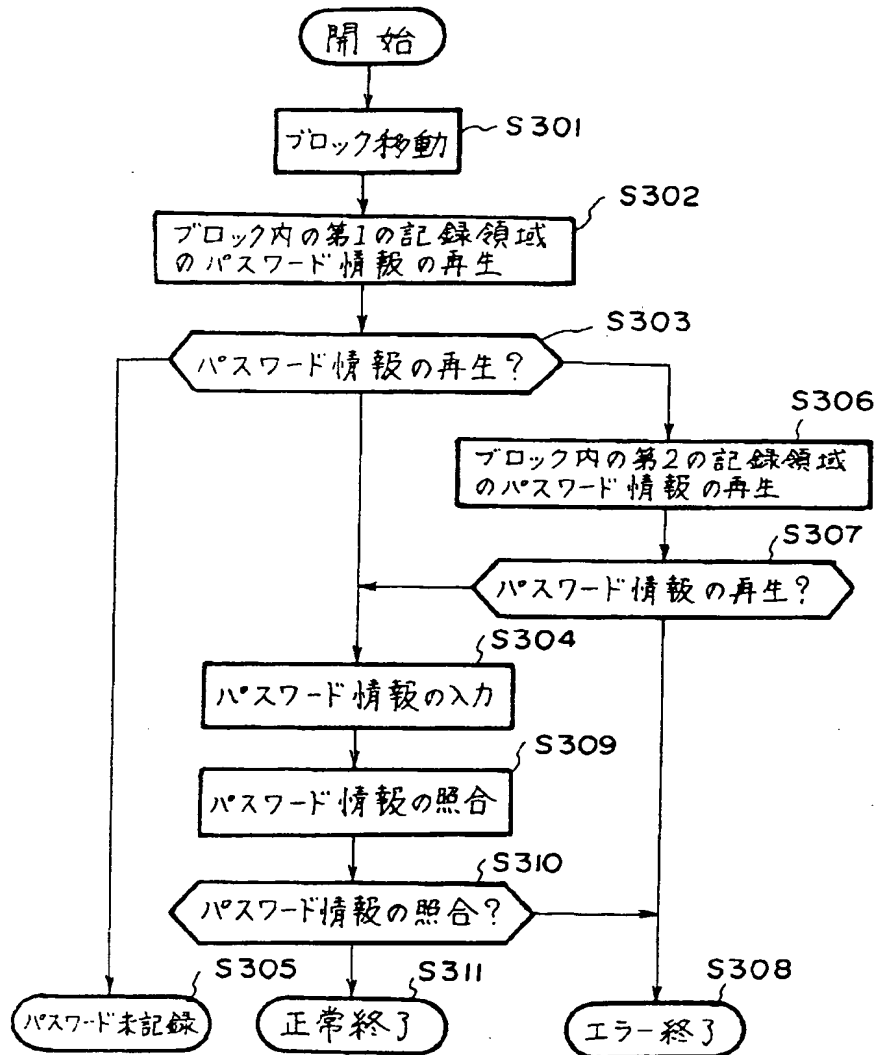 開始
ブロック移動
S301
S302
ブロック内の第1の記録領域
のパスワード情報の再生
S303
パスワード情報の再生?
S306
ブロック内の第2の記録領域
のパスワード情報の再生
S307
パスワード情報の再生?
S304
パスワード情報の入力
S309
パスワード情報の照合
S310
パスワード情報の照合?
S305
パスワード未記録
S311
正常終了
S308
エラー終了